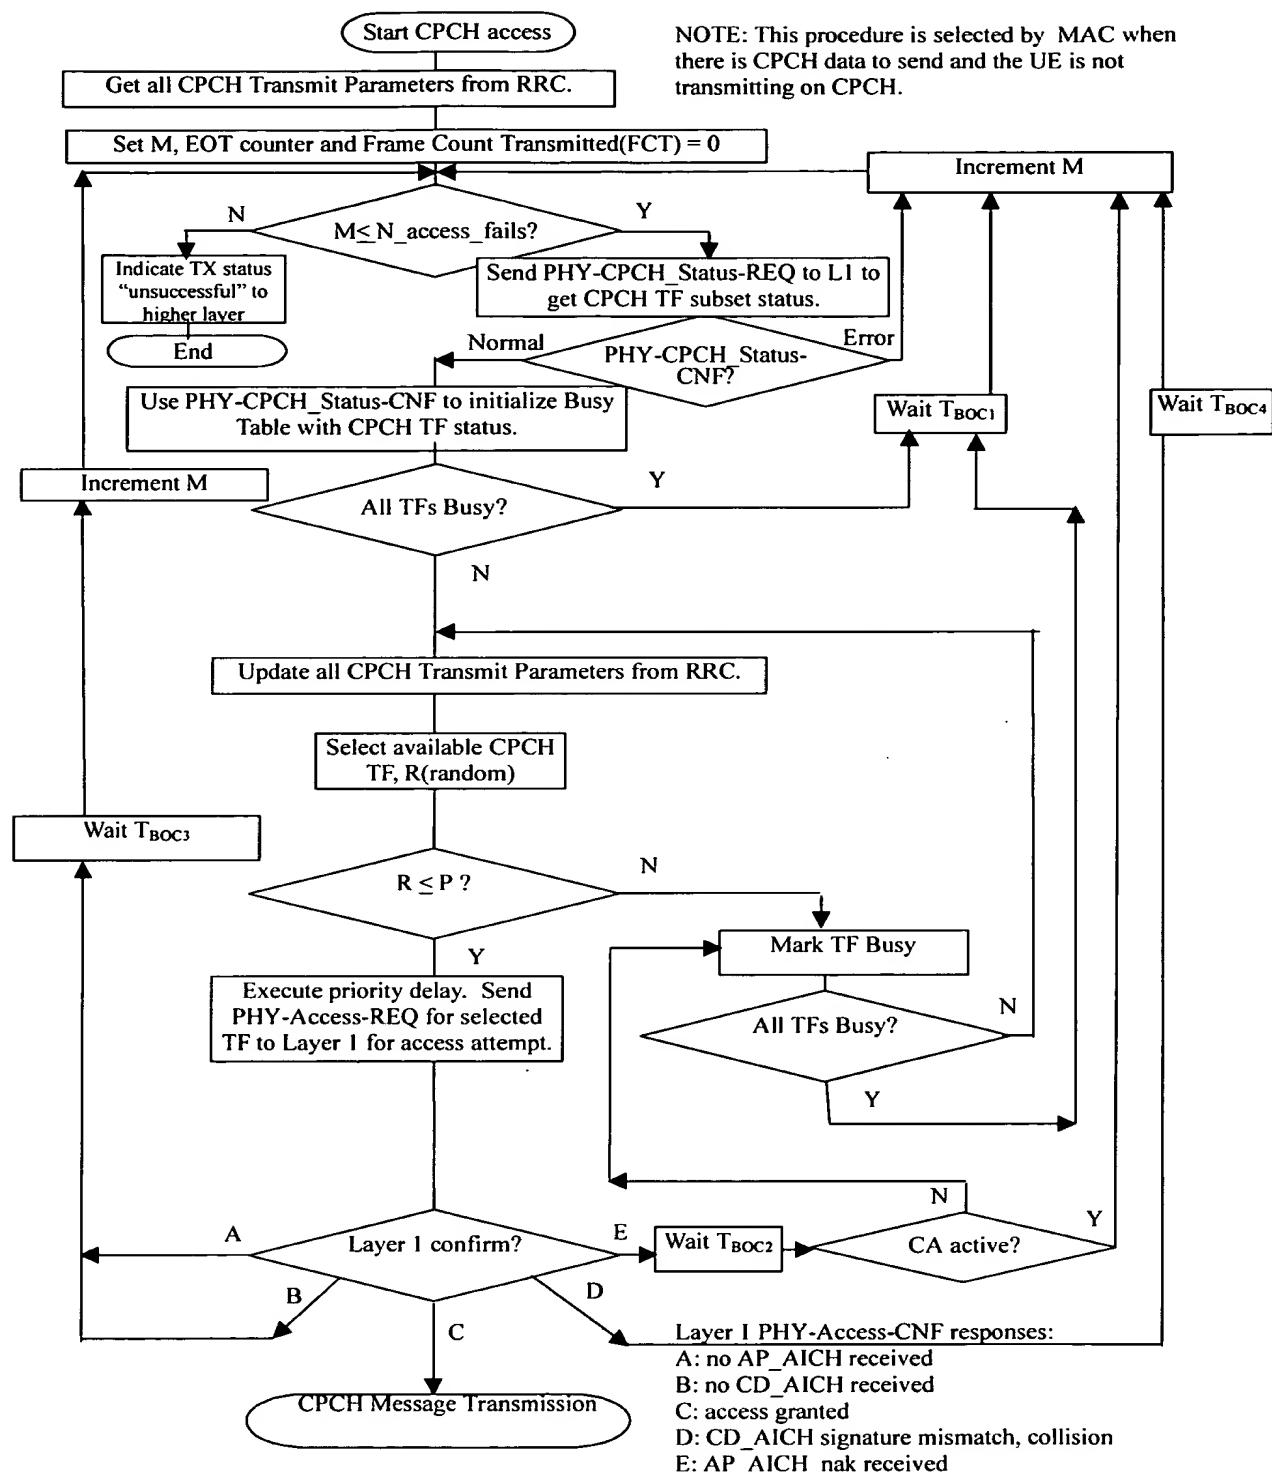 Start CPCH access
NOTE: This procedure is selected by MAC when
there is CPCH data to send and the UE is not
transmitting on CPCH.
Get all CPCH Transmit Parameters from RRC.
Set M, EOT counter and Frame Count Transmitted(FCT) = 0
Increment M
N
Y
M≤ N_access_fails?
Indicate TX status
“unsuccessful” to
higher layer
Send PHY-CPCH_Status-REQ to L1 to
get CPCH TF subset status.
End
Normal
Error
PHY-CPCH_Status-
CNF?
Use PHY-CPCH_Status-CNF to initialize Busy
Table with CPCH TF status.
Wait TBOC1
Wait TBOC4
Increment M
All TFs Busy?
Y
N
Update all CPCH Transmit Parameters from RRC.
Select available CPCH
TF, R(random)
Wait TBOC3
R ≤ P ?
N
Y
Mark TF Busy
Execute priority delay. Send
PHY-Access-REQ for selected
TF to Layer 1 for access attempt.
All TFs Busy?
N
Y
N
Y
A
Layer 1 confirm?
E
Wait TBOC2
CA active?
B
D
C
Layer 1 PHY-Access-CNF responses:
A: no AP_AICH received
B: no CD_AICH received
C: access granted
D: CD_AICH signature mismatch, collision
E: AP_AICH_nak received
CPCH Message Transmission